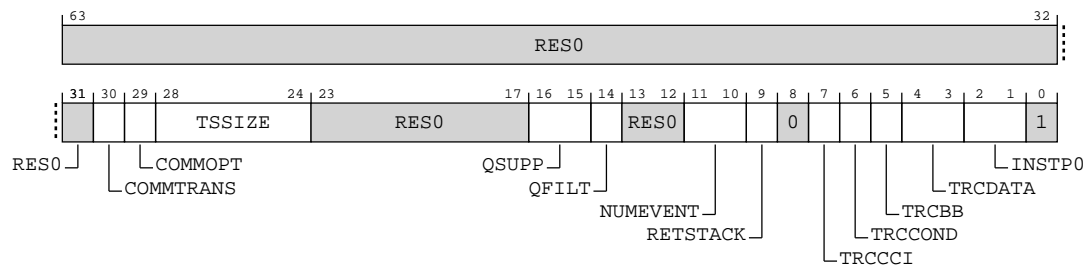 63 32
RES0
31 30 29 28 24 23 17 16 15 14 13 12 11 10 9 8 7 6 5 4 3 2 1 0
TSSIZE RES0 RES0 0 1
RES0 COMMOPT QSUPP INSTP0
COMMTRANS QFILT TRCDATA
NUMEVENT TRCBB
RETSTACK TRCCOND
TRCCCI